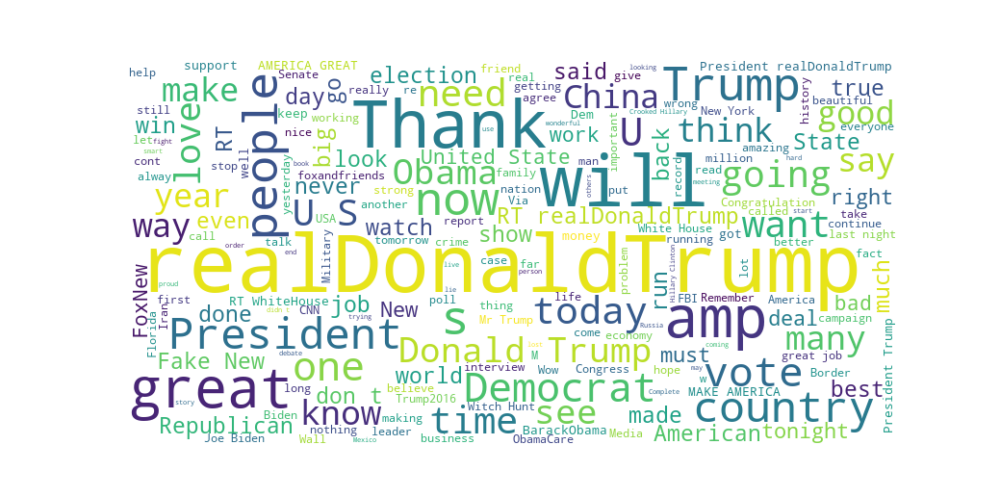 AMERICA GREAT
friend
looking
President realDonaldTrump
help
support
Senate
election
real
said
give
Trump
true
make
day
go
really
re
need
getting
agree
China
wrong
New York
history
beautiful
good
still
win
love
RT
keep
working
Thank
Dem
U
think
State
everyone
let
fight
people
big
nice
use
wonderful
Crooked Hillary
work
important
back
amazing
hard
say
smart
well
look
United State
man
million
cont
stop
book
foxandfriends
Obama
family
will
record
read
going
alway
yesterday
never
strong
nation
put
others
meeting
year
another
now
Via
Congratulation
right
way
even
U S
USA
watch
report
RT realDonaldTrump
called
start
want
take
continue
call
talk
tomorrow
crime
show
White House
running
got
better
last night
order
end
Military
case
far
money
problem
lot
fact
realDonaldTrump
proud
live
person
lie
run
Hillary Clinton
much
FoxNew
Iran
first
RT WhiteHouse
CNN
job
poll
thing
life
FBI
Remember
America
bad
Florida
done
didn t
trying
New
s
today
Russia
amp
deal
campaign
President
Mr Trump
come
economy
many
President Trump
Fake New
debate
one
interview
Donald Trump
lost
M
Wow
Congress
hope
must
may
coming
great job
Border
great
story
long
don t
believe
world
Democrat
Complete
w
MAKE AMERICA
vote
best
Biden
know
Trump2016
making
time
Witch Hunt
see
made
country
Republican
nothing
leader
BarackObama
Media
American
tonight
Joe Biden
Wall
Mexico
business
ObamaCare